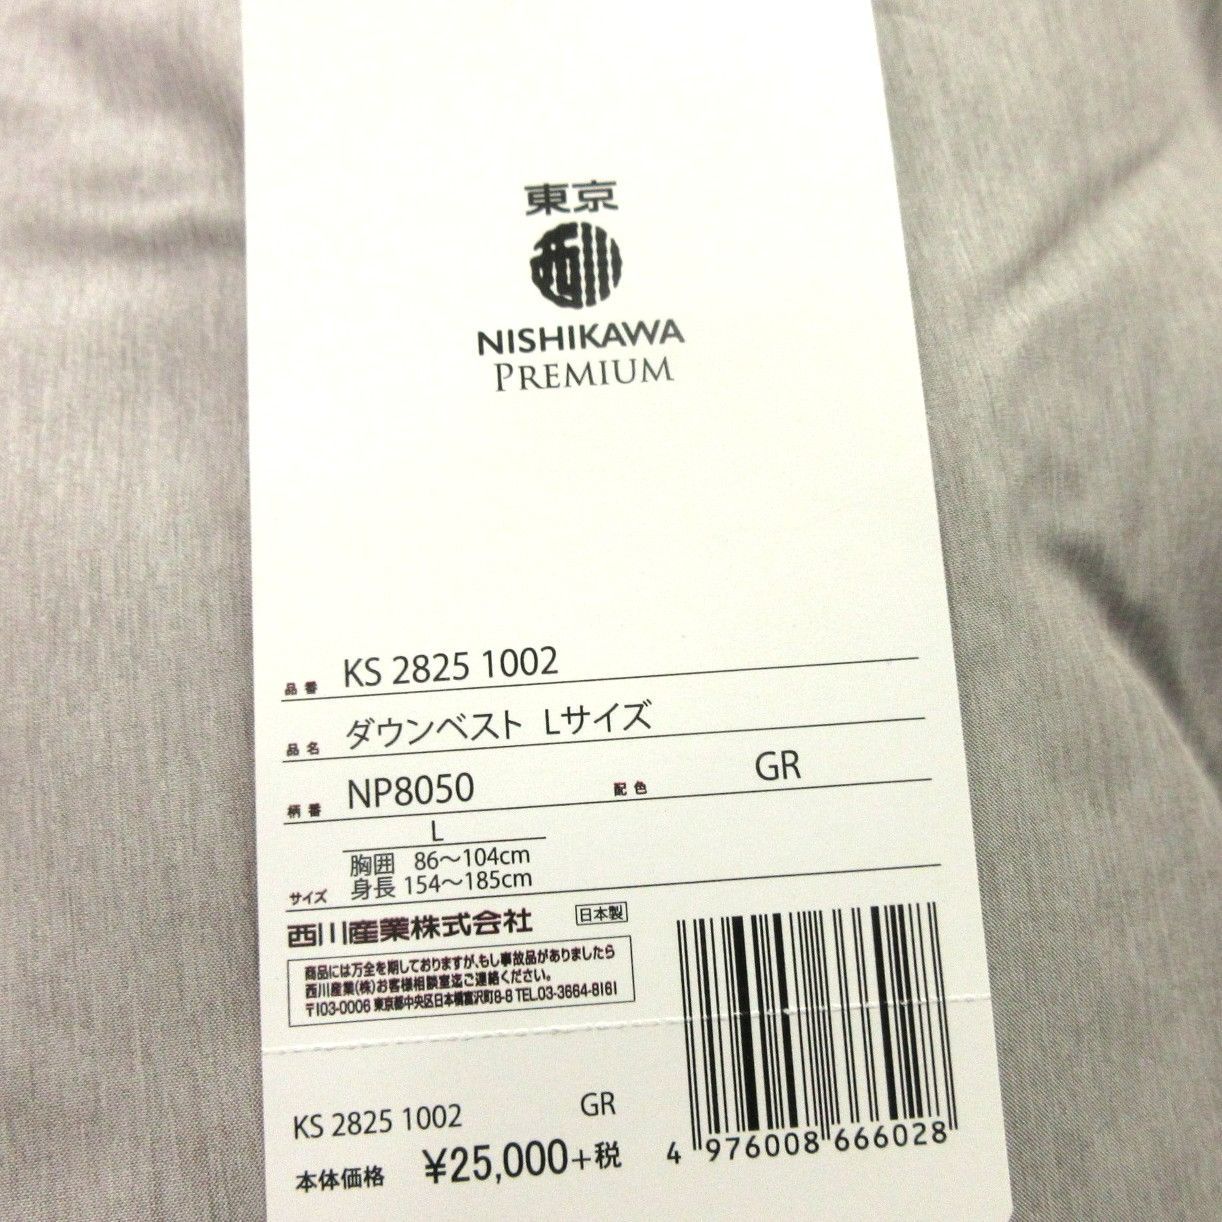 東京
西川
NISHIKAWA
PREMIUM
品番 KS 2825 1002
品名 ダウンベスト Lサイズ
柄番 NP8050 配色 GR
L
胸囲 86～104cm
サイズ 身長 154～185cm
西川産業株式会社 日本製
商品には万全を期しておりますが、もし事故品がありましたら
西川産業(株)お客様相談室迄ご連絡ください。
〒103-0006 東京都中央区日本橋富沢町8-8 TEL.03-3664-8161
KS 2825 1002 GR
本体価格 ¥25,000+税
4 976008 666028